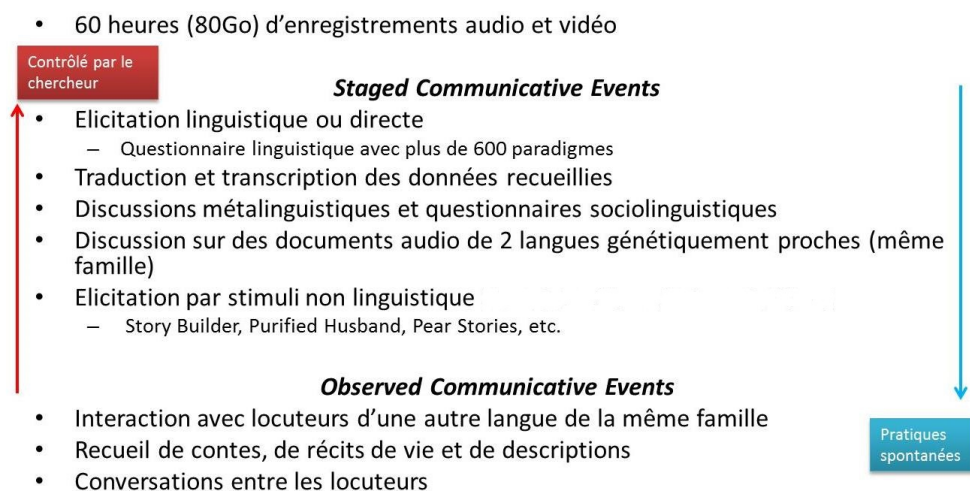 • 60 heures (80Go) d’enregistrements audio et vidéo
Contrôlé par le
chercheur
Staged Communicative Events
• Elicitation linguistique ou directe
– Questionnaire linguistique avec plus de 600 paradigmes
• Traduction et transcription des données recueillies
• Discussions métalinguistiques et questionnaires sociolinguistiques
• Discussion sur des documents audio de 2 langues génétiquement proches (même
famille)
• Elicitation par stimuli non linguistique
– Story Builder, Purified Husband, Pear Stories, etc.
Observed Communicative Events
• Interaction avec locuteurs d’une autre langue de la même famille
• Recueil de contes, de récits de vie et de descriptions
• Conversations entre les locuteurs
Pratiques
spontanées